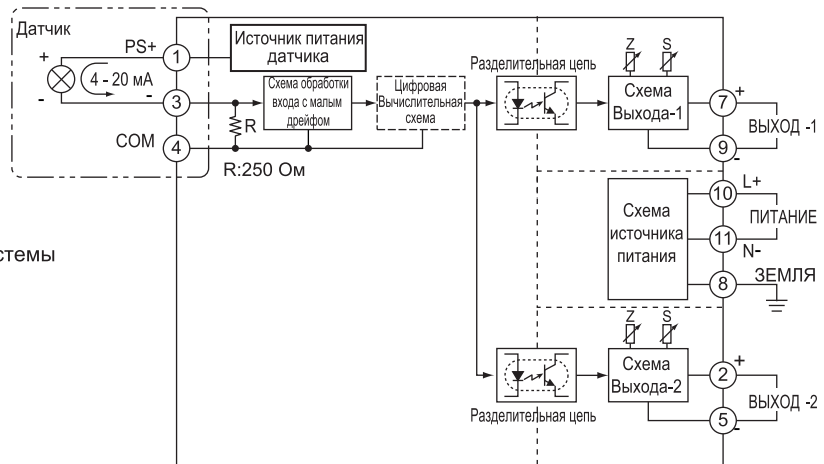 Датчик
PS+
1
Источник питания
датчика
+
4 - 20 мА
-
-
3
Схема обработки
входа с малым
дрейфом
Цифровая
Вычислительная
схема
R
COM
4
R:250 Ом
Разделительная цепь
Z
S
Схема
Выхода-1
7
+
ВЫХОД -1
9
-
стемы
Схема
источника
питания
10
L+
ПИТАНИЕ
11
N-
8
ЗЕМЛЯ
Z
S
Схема
Выхода-2
2
+
ВЫХОД -2
5
-
Разделительная цепь